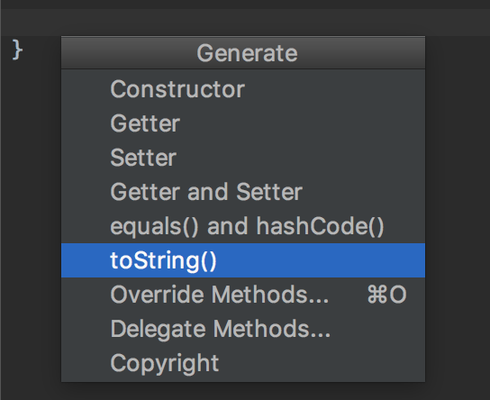 Generate
}
Constructor
Getter
Setter
Getter and Setter
equals() and hashCode()
toString()
Override Methods... ⌘O
Delegate Methods...
Copyright